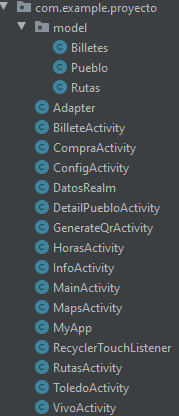 com.example.proyecto
model
C Billetes
C Pueblo
C Rutas
C Adapter
C BilleteActivity
C CompraActivity
C ConfigActivity
C DatosRealm
C DetailPuebloActivity
C GenerateQrActivity
C HorasActivity
C InfoActivity
C MainActivity
C MapsActivity
C MyApp
C RecyclerTouchListener
C RutasActivity
C ToledoActivity
C VivoActivity